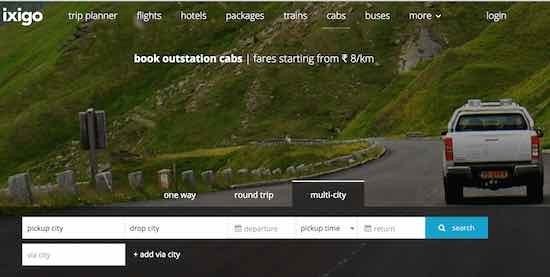 ixigo trip planner flights hotels packages trains cabs buses more login
book outstation cabs | fares starting from ₹ 8/km
one way round trip multi-city
pickup city drop city departure pickup time return search
via city + add via city